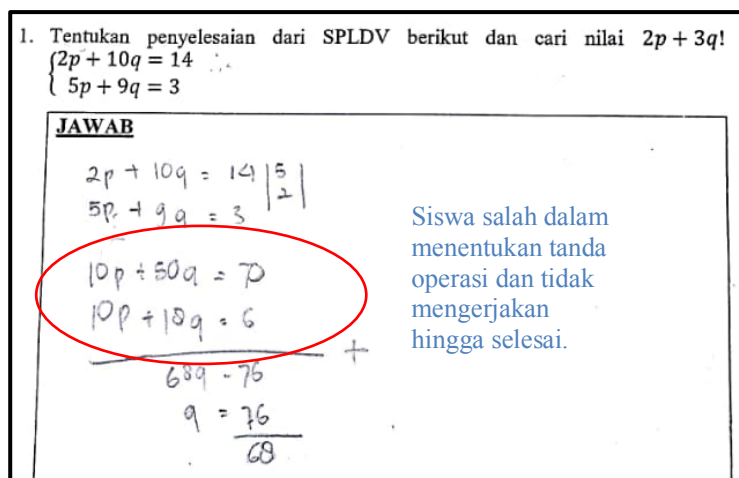 1. Tentukan penyelesaian dari SPLDV berikut dan cari nilai 2p + 3q!
{2p + 10q = 14
5p + 9q = 3
JAWAB
2p + 10q = 14 | 5 |
5p + 9q = 3 | 2 |
10p + 50q = 70
10p + 18q = 6
+
68q = 76
q = 76
68
Siswa salah dalam
menentukan tanda
operasi dan tidak
mengerjakan
hingga selesai.